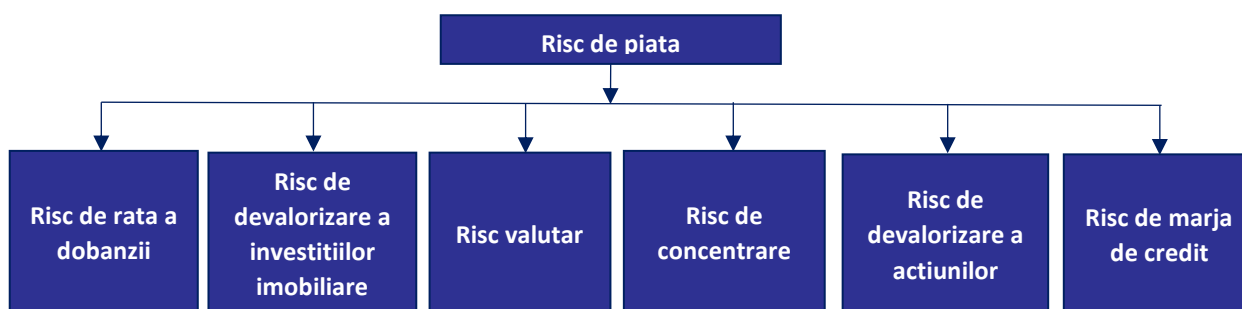 Risc de piata
Risc de rata a
dobanzii
Risc de
devalorizare a
investitiilor
imobiliare
Risc valutar
Risc de
concentrare
Risc de
devalorizare a
actiunilor
Risc de marja
de credit